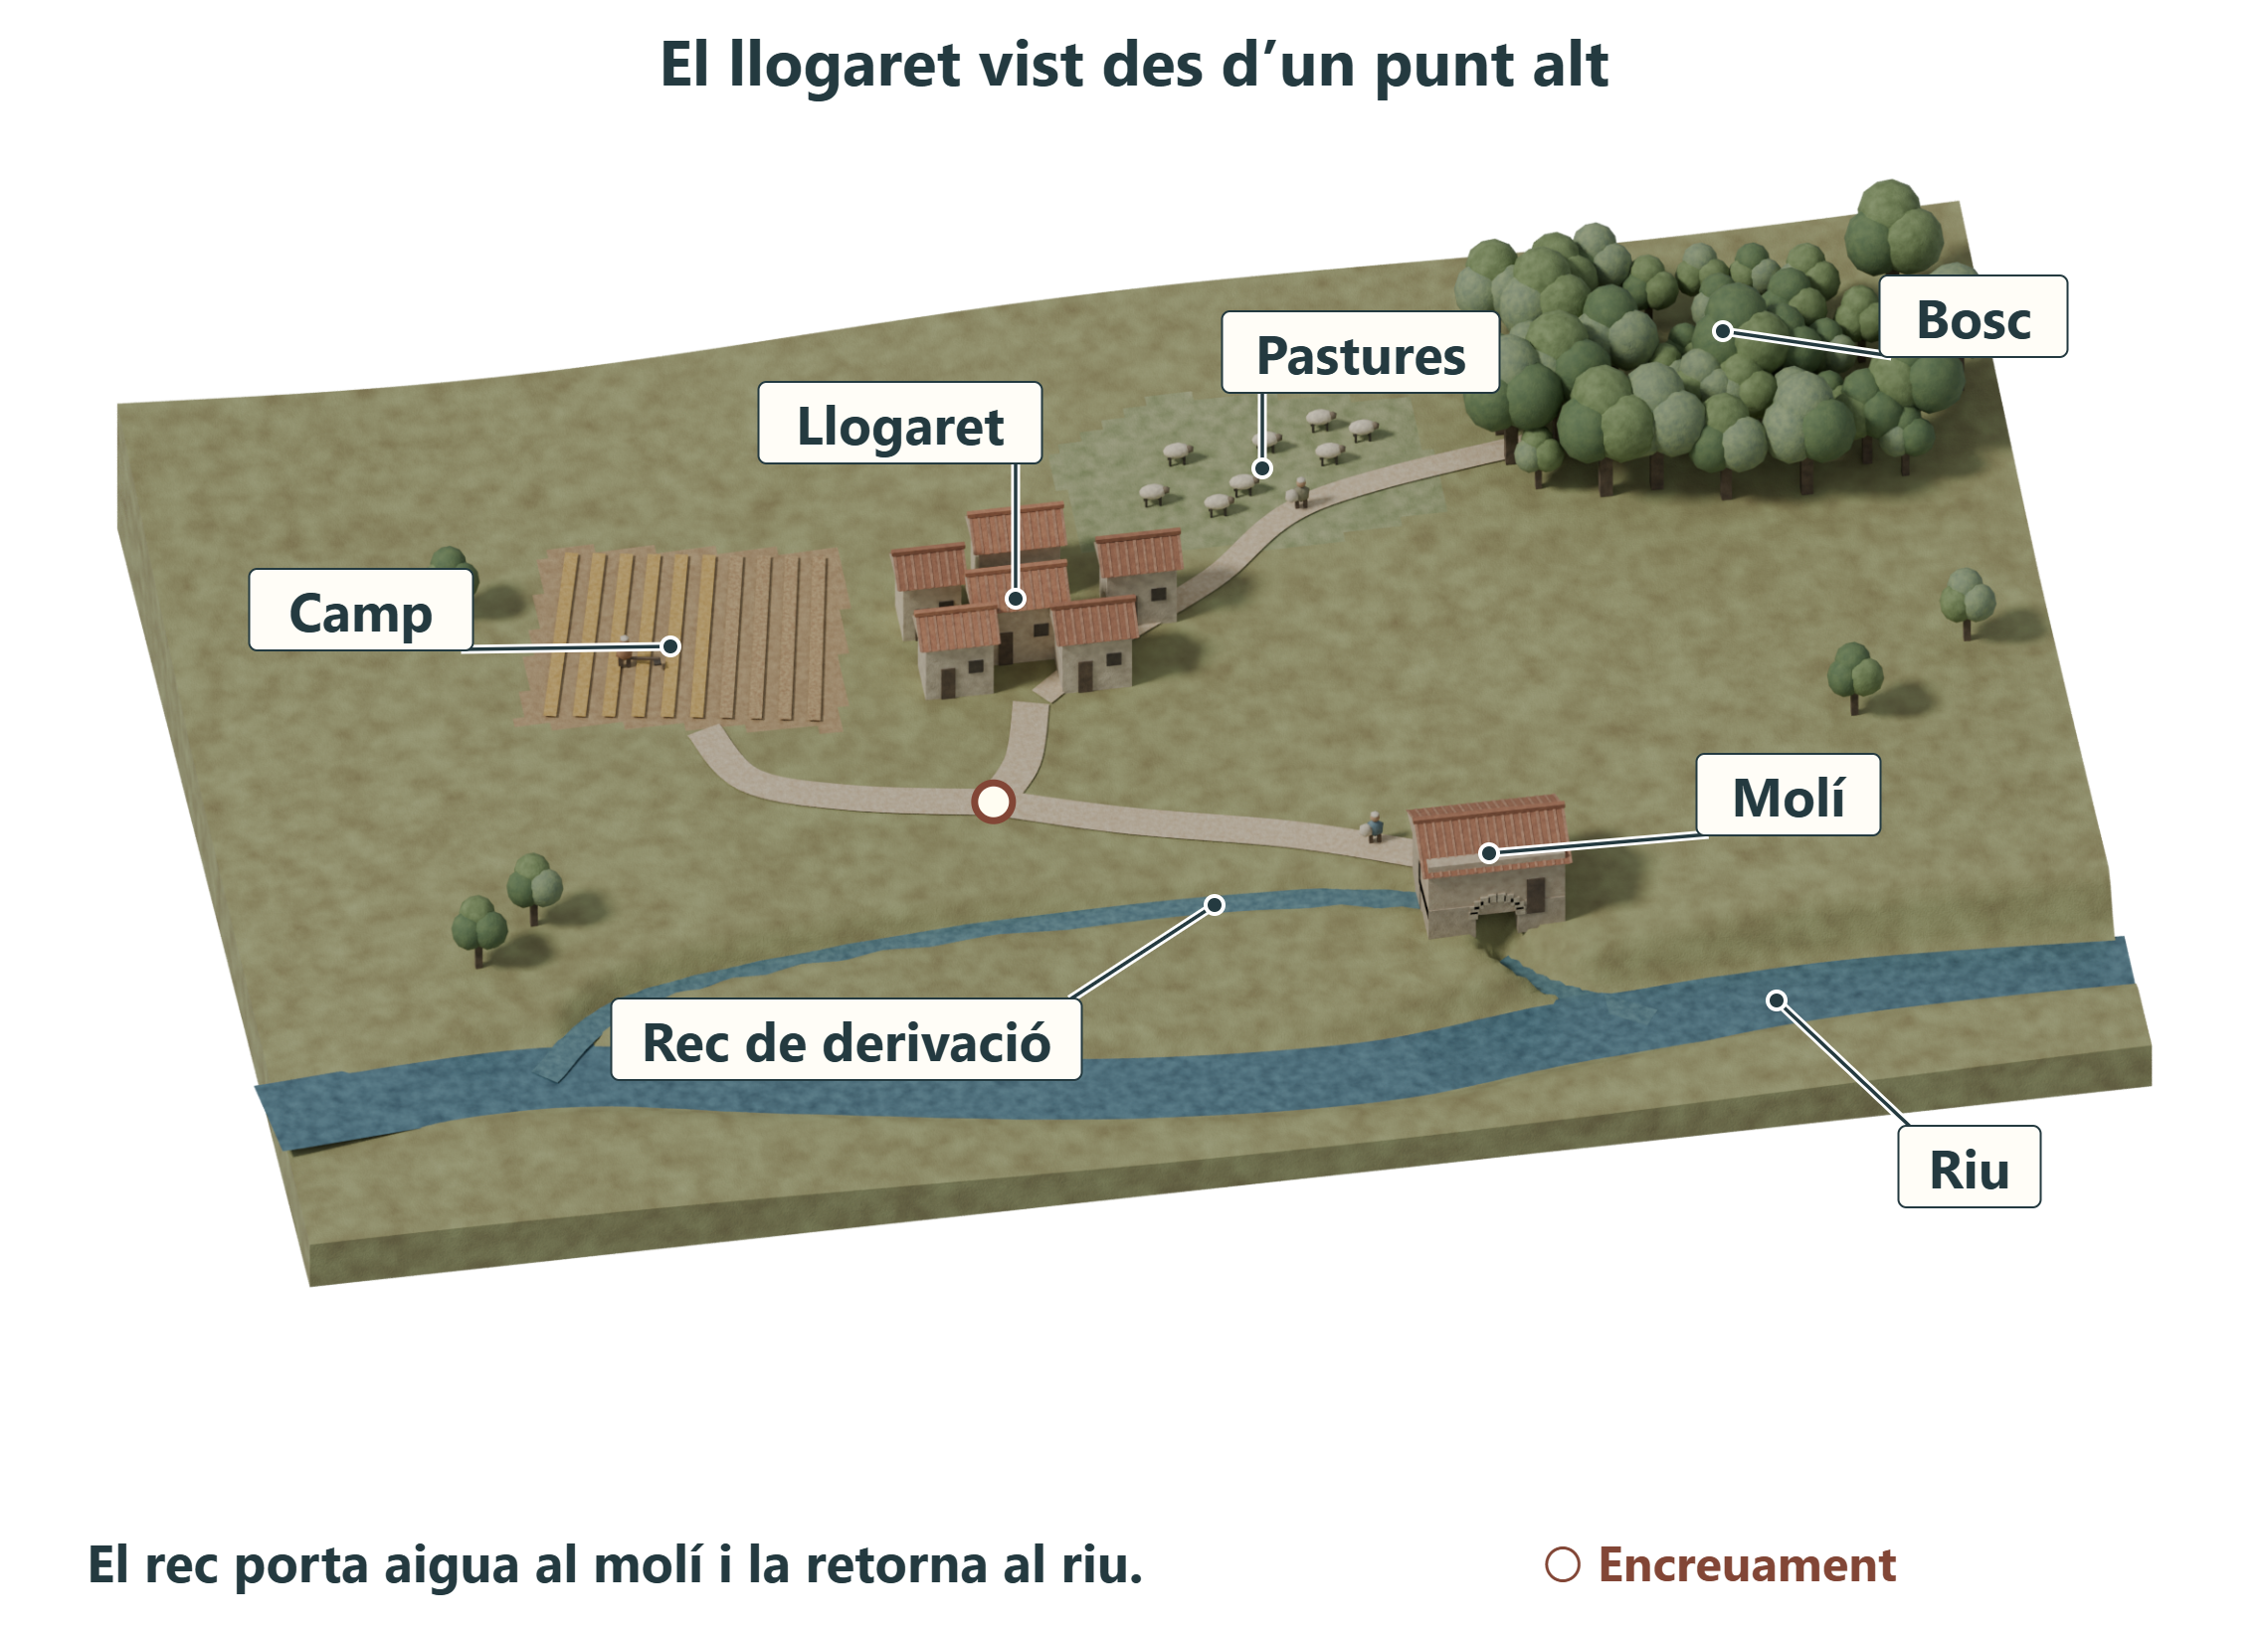 El llogaret vist des d’un punt alt
Bosc
Pastures
Llogaret
Camp
Molí
Rec de derivació
Riu
El rec porta aigua al molí i la retorna al riu.
Encreuament